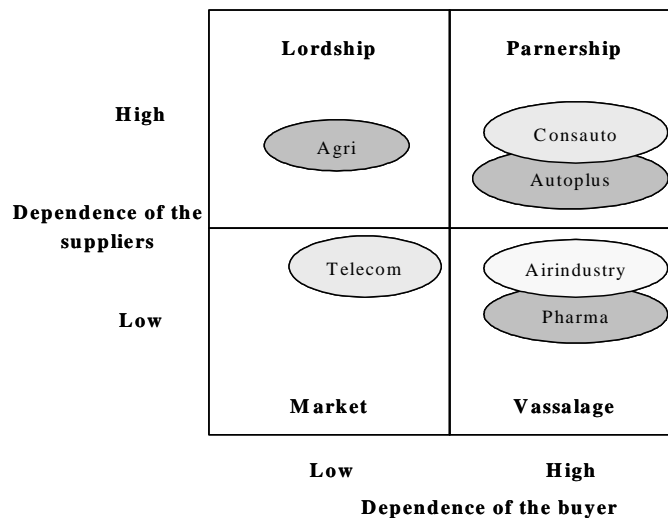 Lordship
Parnership
High
Agri
Consauto
Autoplus
Dependence of the
suppliers
Telecom
Airindustry
Low
Pharma
Market
Vassalage
Low
High
Dependence of the buyer